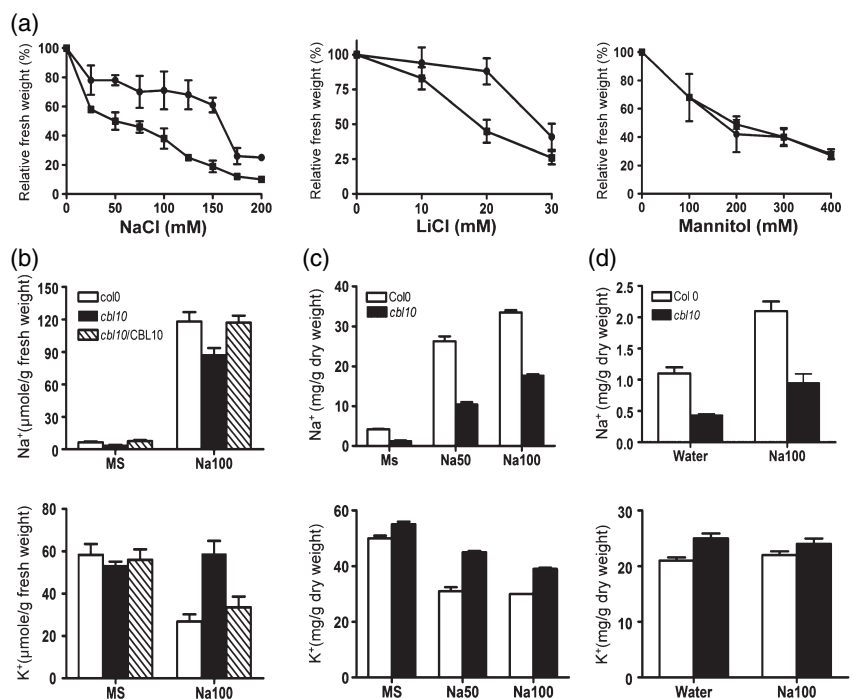 (a)
Relative fresh weight (%)
100
80
60
40
20
0
0 50 100 150 200
NaCl (mM)
Relative fresh weight (%)
100
75
50
25
0
0 10 20 30
LiCl (mM)
Relative fresh weight (%)
100
80
60
40
20
0
0 100 200 300 400
Mannitol (mM)
(b)
Na⁺(µmole/g fresh weight)
150
120
90
60
30
0
col0
cbl10
cbl10/CBL10
MS Na100
(c)
Na⁺ (mg/g dry weight)
40
30
20
10
0
Col0
cbl10
Ms Na50 Na100
(d)
Na⁺ (mg/g dry weight)
2.5
2.0
1.5
1.0
0.5
0.0
Col 0
cbl10
Water Na100
K⁺(µmole/g fresh weight)
80
60
40
20
0
MS Na100
K⁺(mg/g dry weight)
60
40
20
0
MS Na50 Na100
K⁺(mg/g dry weight)
30
20
10
0
Water Na100